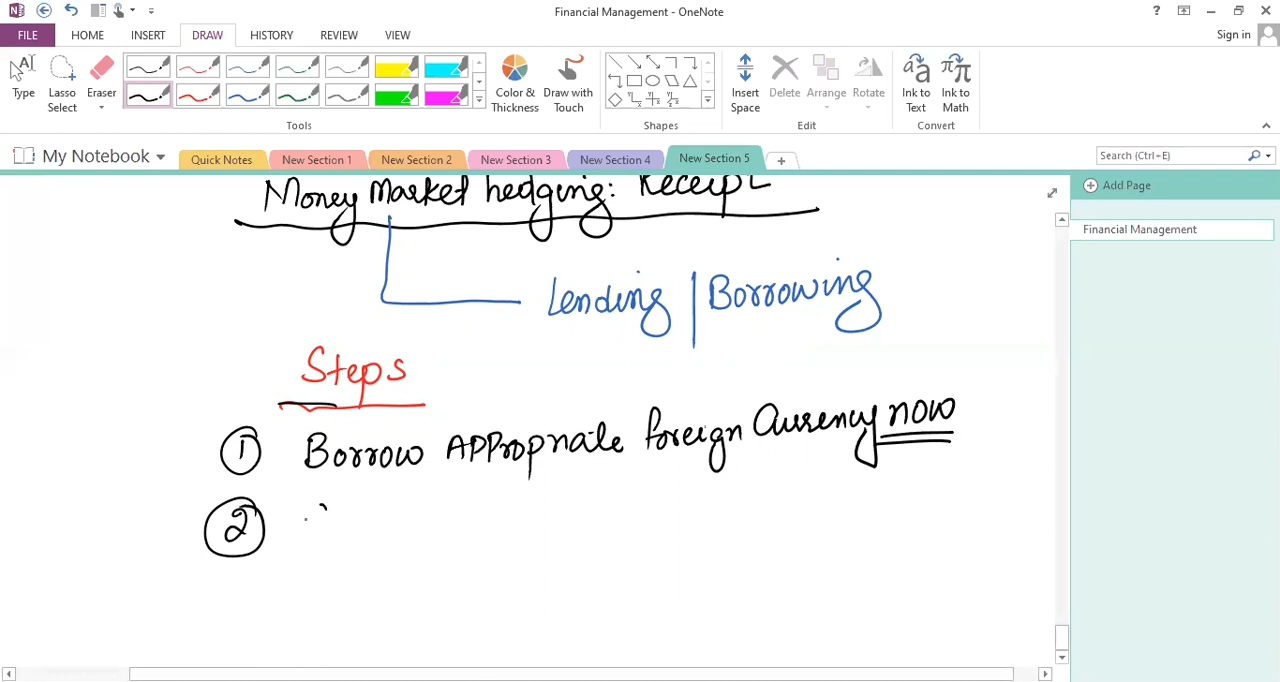 Financial Management - OneNote
?
FILE HOME INSERT DRAW HISTORY REVIEW VIEW
Sign in
Type Lasso Select Eraser
Color & Thickness
Draw with Touch
Insert Space
Delete Arrange Rotate
Ink to Text
Ink to Math
Tools Shapes Edit Convert
My Notebook Quick Notes New Section 1 New Section 2 New Section 3 New Section 4 New Section 5
Search (Ctrl+E)
Add Page
Financial Management
Money Market hedging: Receipt
Lending | Borrowing
Steps
① Borrow Appropriate foreign Currency now
②